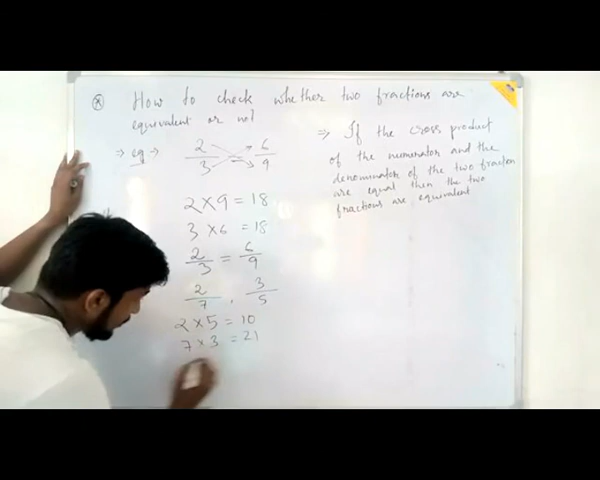 How to check whether two fractions are
equivalent or not
⇒ eg → 2/3 = 6/9
2 × 9 = 18
3 × 6 = 18
2/3 = 6/9
2/7 , 3/5
2 × 5 = 10
7 × 3 = 21
⇒ If the cross product
of the numerator and the
denominator of the two fraction
are equal then the two
fractions are equivalent